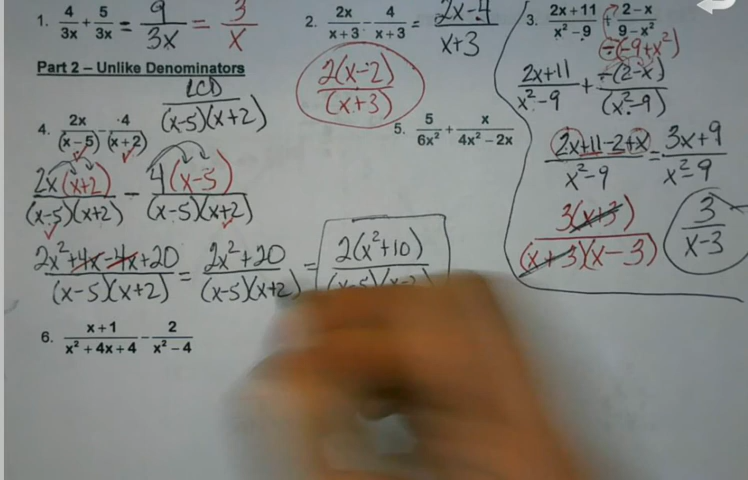 1. 4/3x + 5/3x = 9/3x = 3/x
2. 2x/x+3 - 4/x+3 = 2x-4/x+3
2(x-2)/(x+3)
3. 2x+11/x²-9 + 2-x/9-x²
-(-9+x²)
2x+11/x²-9 + -(2-x)/(x²-9)
2x+11-2+x/x²-9 = 3x+9/x²-9
3(x+3)/(x+3)(x-3)
3/x-3
Part 2 – Unlike Denominators
LCD
(x-5)(x+2)
4. 2x/(x-5) - 4/(x+2)
2x(x+2)/(x-5)(x+2) - 4(x-5)/(x-5)(x+2)
2x²+4x-4x+20/(x-5)(x+2) = 2x²+20/(x-5)(x+2) = 2(x²+10)
5. 5/6x² + x/4x²-2x
6. x+1/x²+4x+4 - 2/x²-4